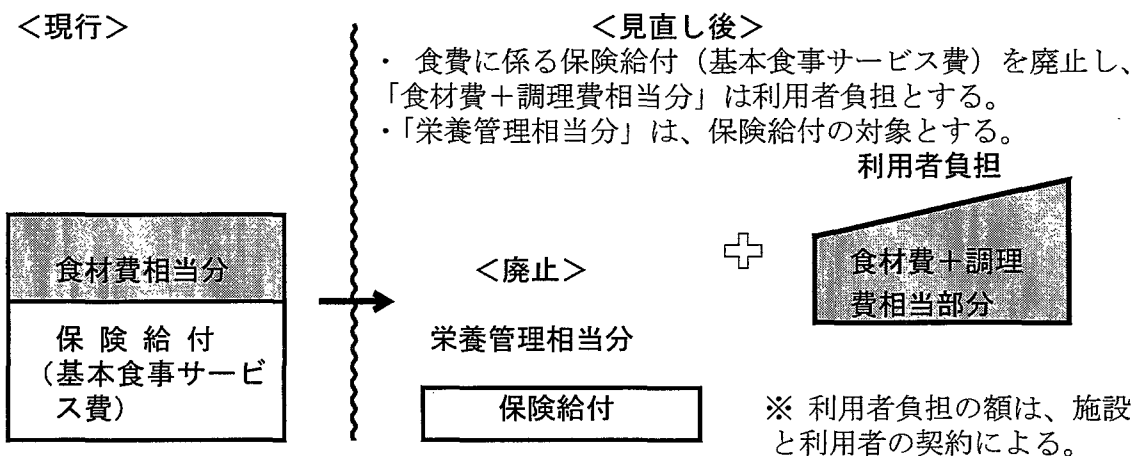 ＜現行＞
＜見直し後＞
・ 食費に係る保険給付（基本食事サービス費）を廃止し、
「食材費＋調理費相当分」は利用者負担とする。
・「栄養管理相当分」は、保険給付の対象とする。
利用者負担
食材費相当分
保 険 給 付
（基本食事サービ
ス費）
＜廃止＞
栄養管理相当分
保険給付
食材費＋調理
費相当部分
※ 利用者負担の額は、施設
と利用者の契約による。